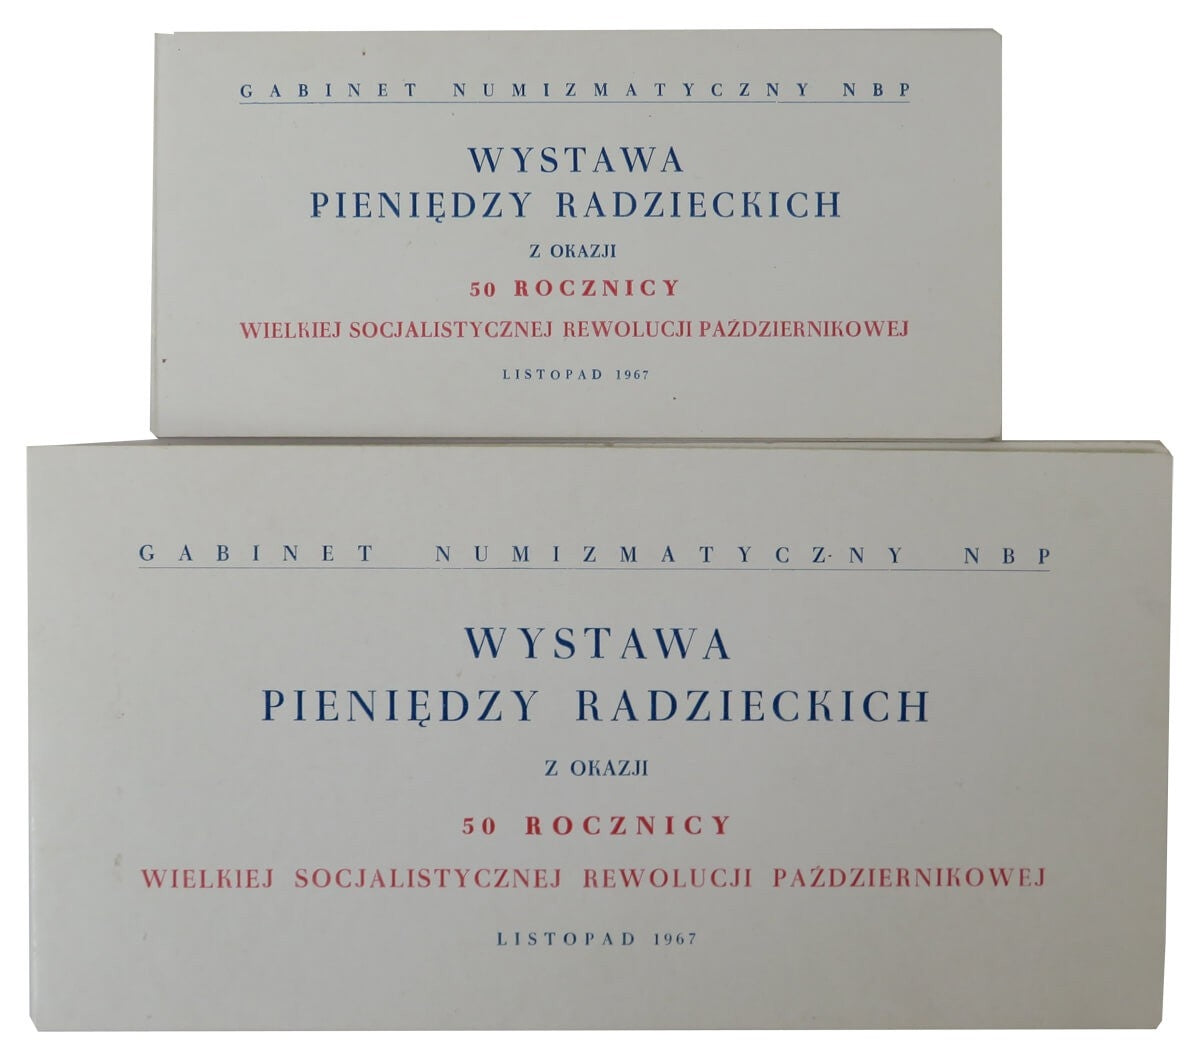 GABINET NUMIZMATYCZNY NBP
WYSTAWA
PIENIĘDZY RADZIECKICH
Z OKAZJI
50 ROCZNICY
WIELKIEJ SOCJALISTYCZNEJ REWOLUCJI PAŹDZIERNIKOWEJ
LISTOPAD 1967
GABINET NUMIZMATYCZNY NBP
WYSTAWA
PIENIĘDZY RADZIECKICH
Z OKAZJI
50 ROCZNICY
WIELKIEJ SOCJALISTYCZNEJ REWOLUCJI PAŹDZIERNIKOWEJ
LISTOPAD 1967